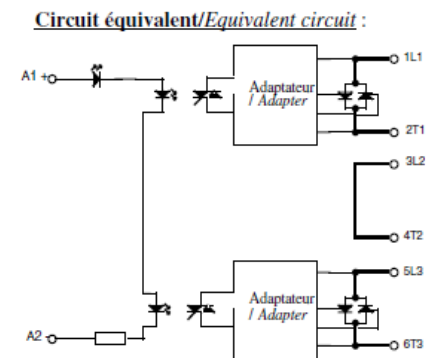 Circuit équivalent/Equivalent circuit :
1L1
A1 +
Adaptateur
/ Adapter
2T1
3L2
4T2
5L3
Adaptateur
/ Adapter
A2 -
6T3